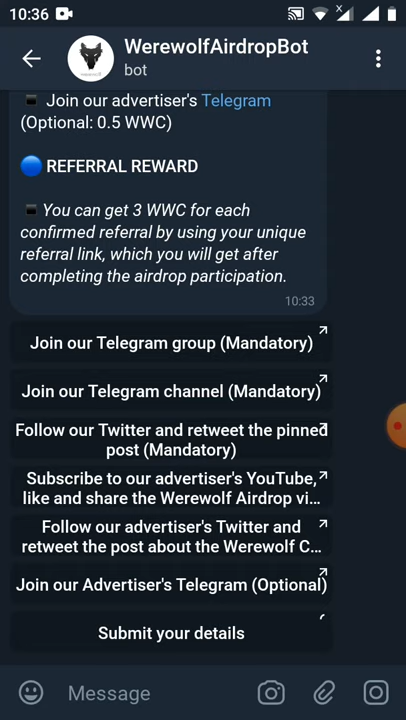 10:36
WerewolfAirdropBot
bot
Join our advertiser's Telegram
(Optional: 0.5 WWC)
REFERRAL REWARD
You can get 3 WWC for each
confirmed referral by using your unique
referral link, which you will get after
completing the airdrop participation.
10:33
Join our Telegram group (Mandatory)
Join our Telegram channel (Mandatory)
Follow our Twitter and retweet the pinned
post (Mandatory)
Subscribe to our advertiser's YouTube,
like and share the Werewolf Airdrop vi...
Follow our advertiser's Twitter and
retweet the post about the Werewolf C...
Join our Advertiser's Telegram (Optional)
Submit your details
Message